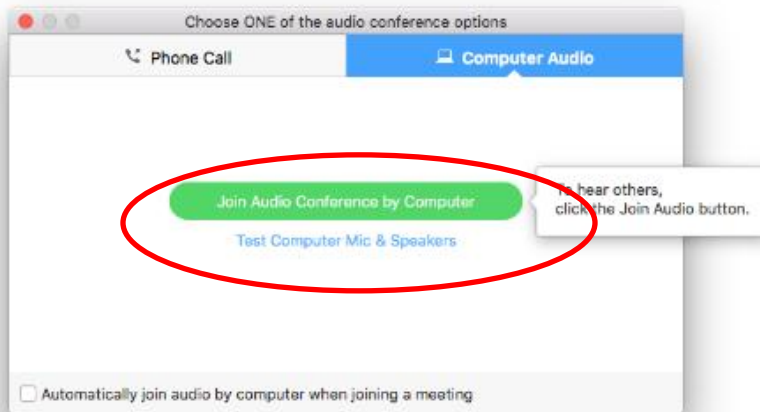 Choose ONE of the audio conference options
Phone Call
Computer Audio
Join Audio Conference by Computer
To hear others,
click the Join Audio button.
Test Computer Mic & Speakers
Automatically join audio by computer when joining a meeting